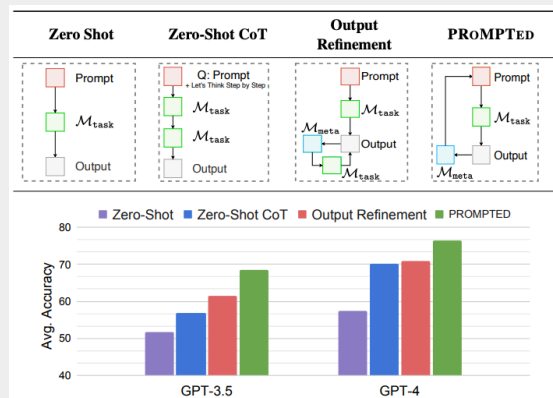 Zero Shot
Zero-Shot CoT
Output
Refinement
PROMPTED
Prompt
M_task
Output
Q: Prompt
+ Let's Think Step by Step
M_task
M_task
Output
Prompt
M_task
M_meta
Output
M_task
Prompt
M_task
Output
M_meta
Zero-Shot
Zero-Shot CoT
Output Refinement
PROMPTED
Avg. Accuracy
80
70
60
50
40
GPT-3.5
GPT-4